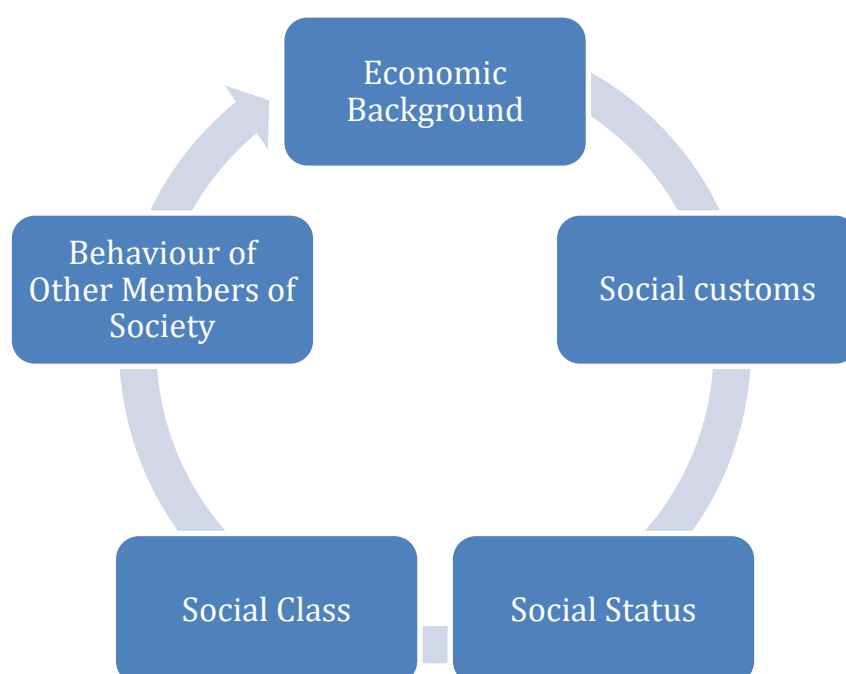 Economic
Background
Social customs
Social Status
Social Class
Behaviour of
Other Members of
Society